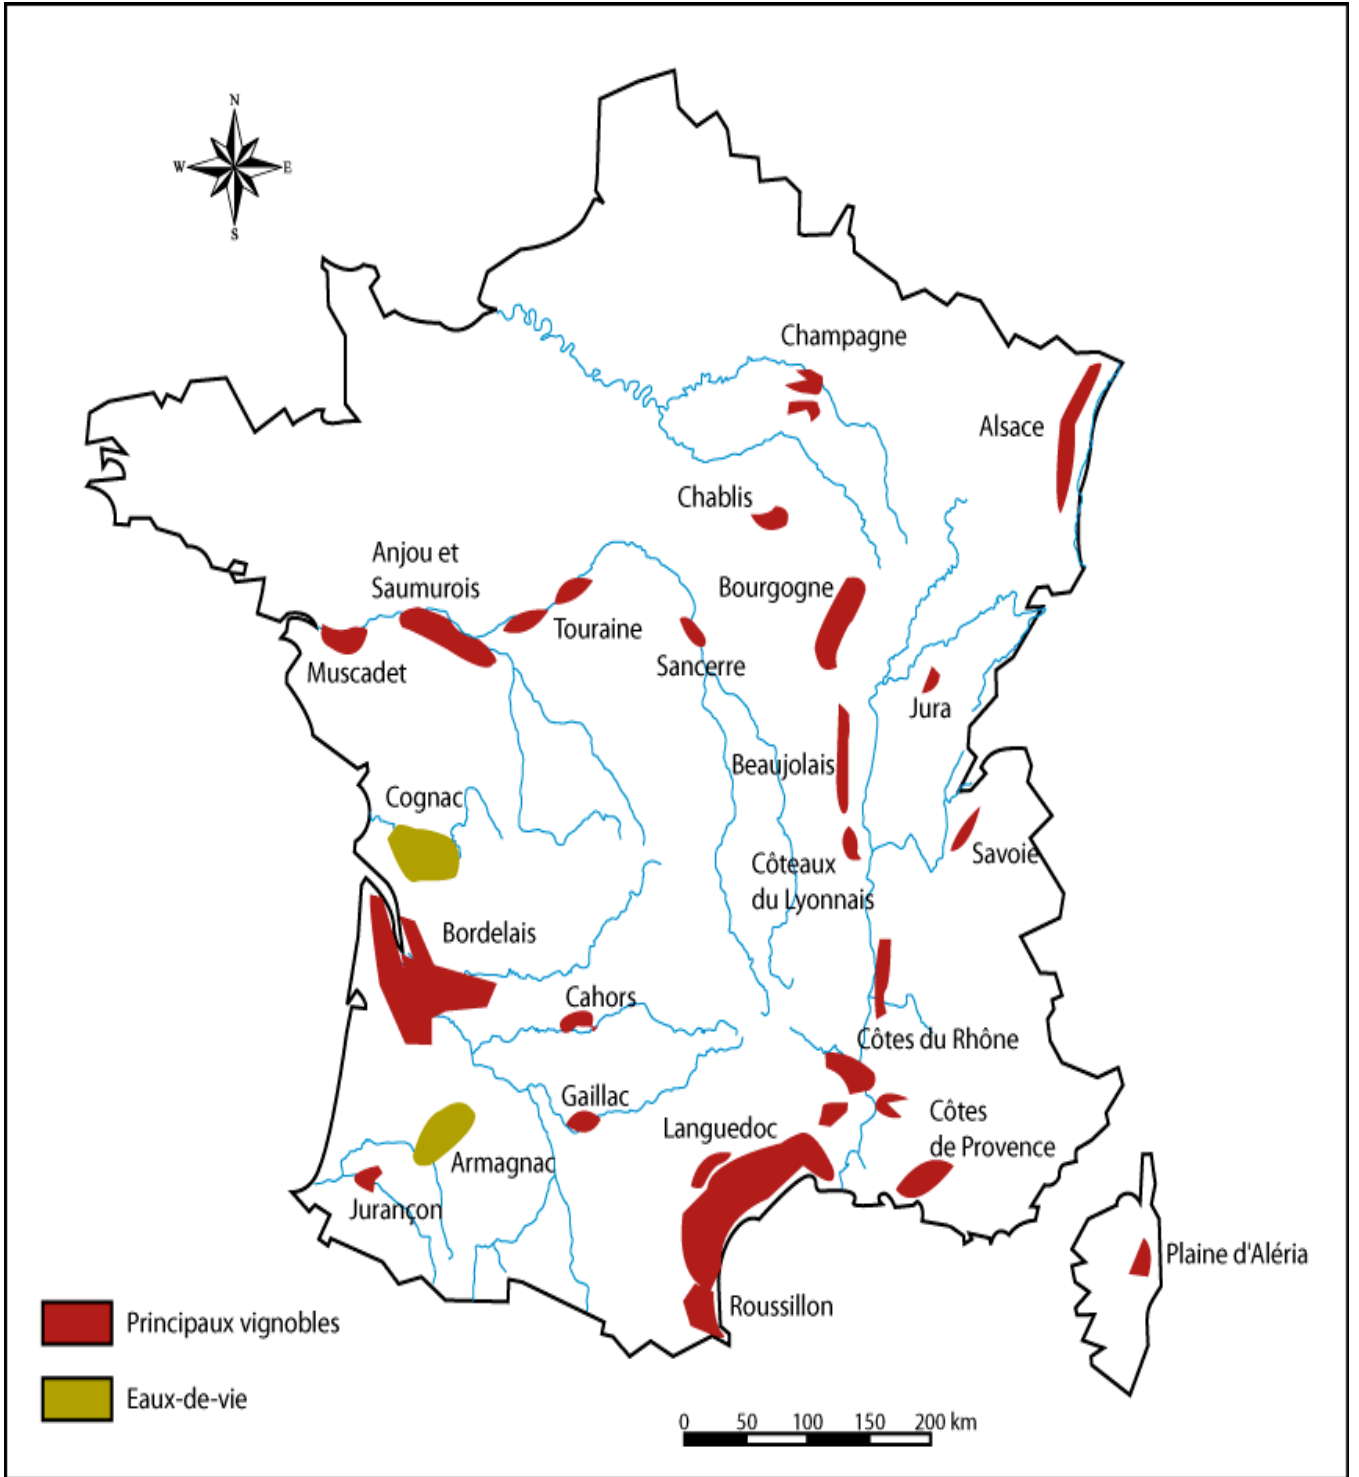 N
W E
S
Champagne
Alsace
Chablis
Anjou et
Saumurois
Bourgogne
Touraine
Sancerre
Muscadet
Jura
Beaujolais
Cognac
Savoie
Côteaux
du Lyonnais
Bordelais
Cahors
Côtes du Rhône
Gaillac
Côtes
de Provence
Languedoc
Armagnac
Jurançon
Plaine d'Aléria
Roussillon
Principaux vignobles
Eaux-de-vie
0 50 100 150 200 km